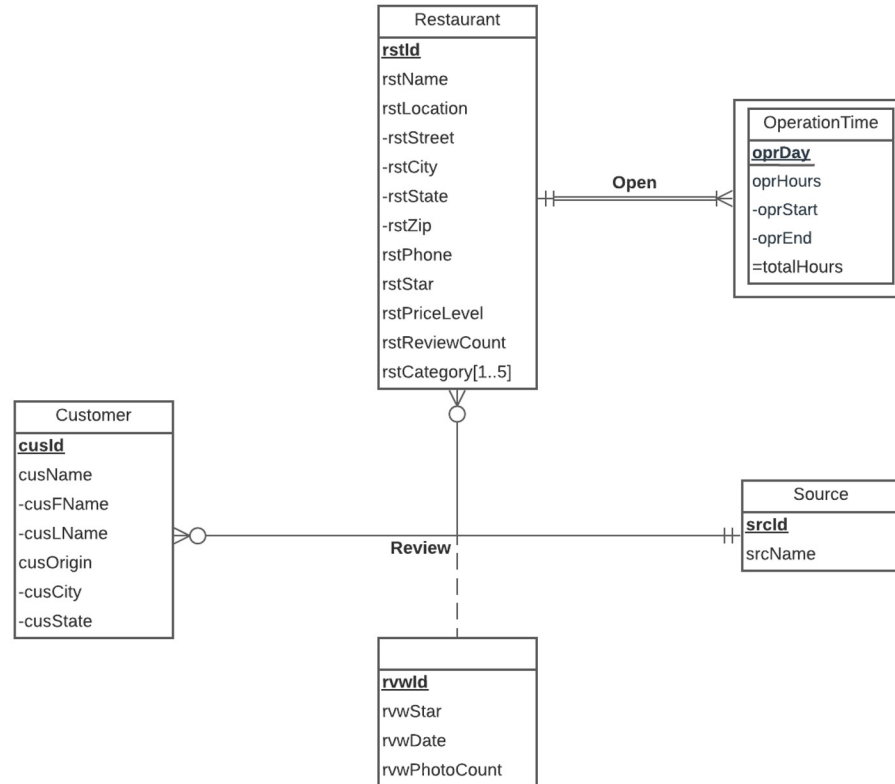 Restaurant
rstId
rstName
rstLocation
-rstStreet
-rstCity
-rstState
-rstZip
rstPhone
rstStar
rstPriceLevel
rstReviewCount
rstCategory[1..5]
Open
OperationTime
oprDay
oprHours
-oprStart
-oprEnd
=totalHours
Customer
cusId
cusName
-cusFName
-cusLName
cusOrigin
-cusCity
-cusState
Review
Source
srcId
srcName
rvwId
rvwStar
rvwDate
rvwPhotoCount